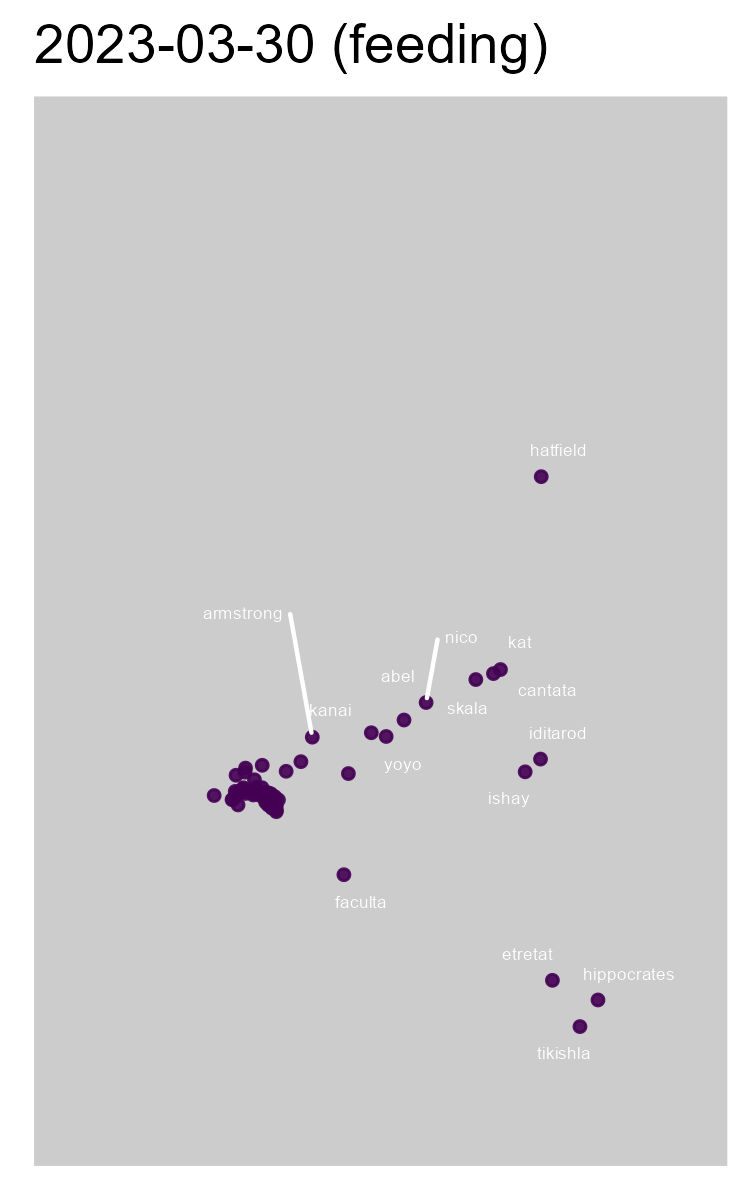 2023-03-30 (feeding)
hatfield
armstrong
nico
kat
abel
cantata
skala
kanai
iditarod
yoyo
ishay
faculta
etretat
hippocrates
tikishla